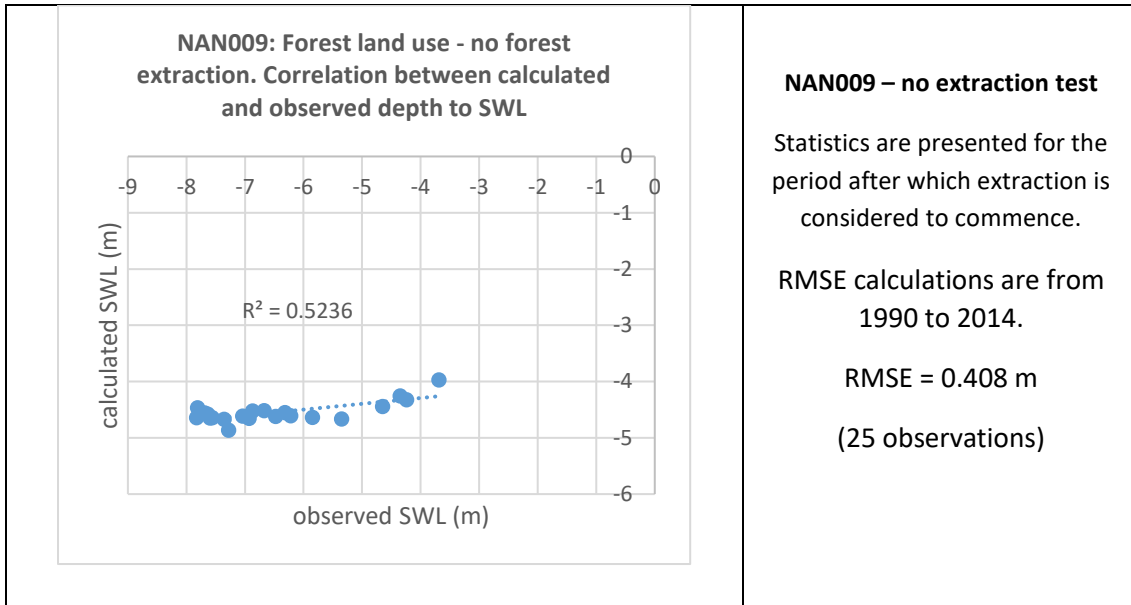 NAN009: Forest land use - no forest
extraction. Correlation between calculated
and observed depth to SWL
0
-9 -8 -7 -6 -5 -4 -3 -2 -1 0
-1
-2
R² = 0.5236
-3
-4
-5
-6
calculated SWL (m)
observed SWL (m)
NAN009 – no extraction test
Statistics are presented for the
period after which extraction is
considered to commence.
RMSE calculations are from
1990 to 2014.
RMSE = 0.408 m
(25 observations)